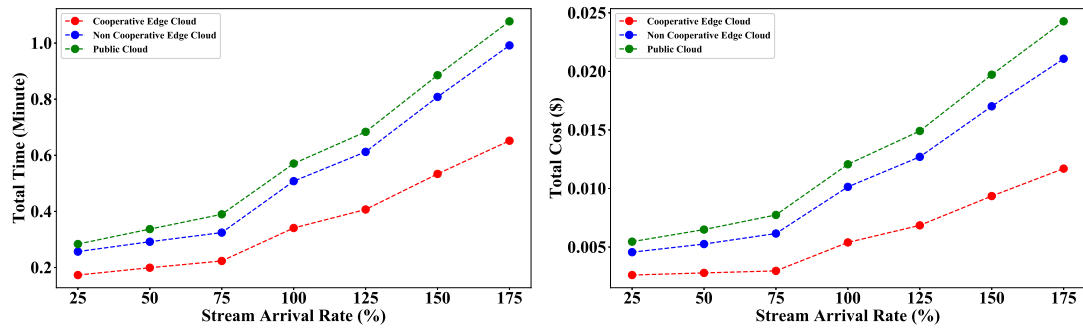 Cooperative Edge Cloud
Non Cooperative Edge Cloud
Public Cloud
Total Time (Minute)
1.0
0.8
0.6
0.4
0.2
25 50 75 100 125 150 175
Stream Arrival Rate (%)
Cooperative Edge Cloud
Non Cooperative Edge Cloud
Public Cloud
Total Cost ($)
0.025
0.020
0.015
0.010
0.005
25 50 75 100 125 150 175
Stream Arrival Rate (%)